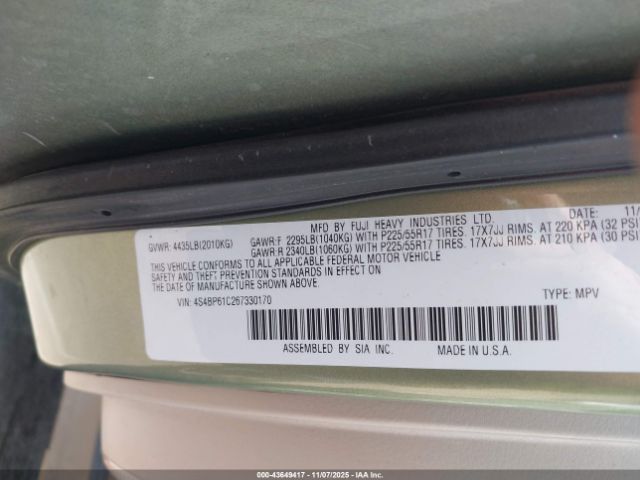 MFD BY FUJI HEAVY INDUSTRIES LTD. DATE: 11/
GVWR: 4435LB(2010KG) GAWR:F 2295LB(1040KG) WITH P225/55R17 TIRES. 17X7JJ RIMS. AT 220 KPA (32 PSI
GAWR:R 2340LB(1060KG) WITH P225/55R17 TIRES. 17X7JJ RIMS. AT 210 KPA (30 PSI
THIS VEHICLE CONFORMS TO ALL APPLICABLE FEDERAL MOTOR VEHICLE
SAFETY AND THEFT PREVENTION STANDARDS IN EFFECT ON
THE DATE OF MANUFACTURE SHOWN ABOVE.
VIN: 4S4BP61C267330170 TYPE: MPV
ASSEMBLED BY SIA INC. MADE IN U.S.A.
000-43649417 - 11/07/2025 - IAAI.com